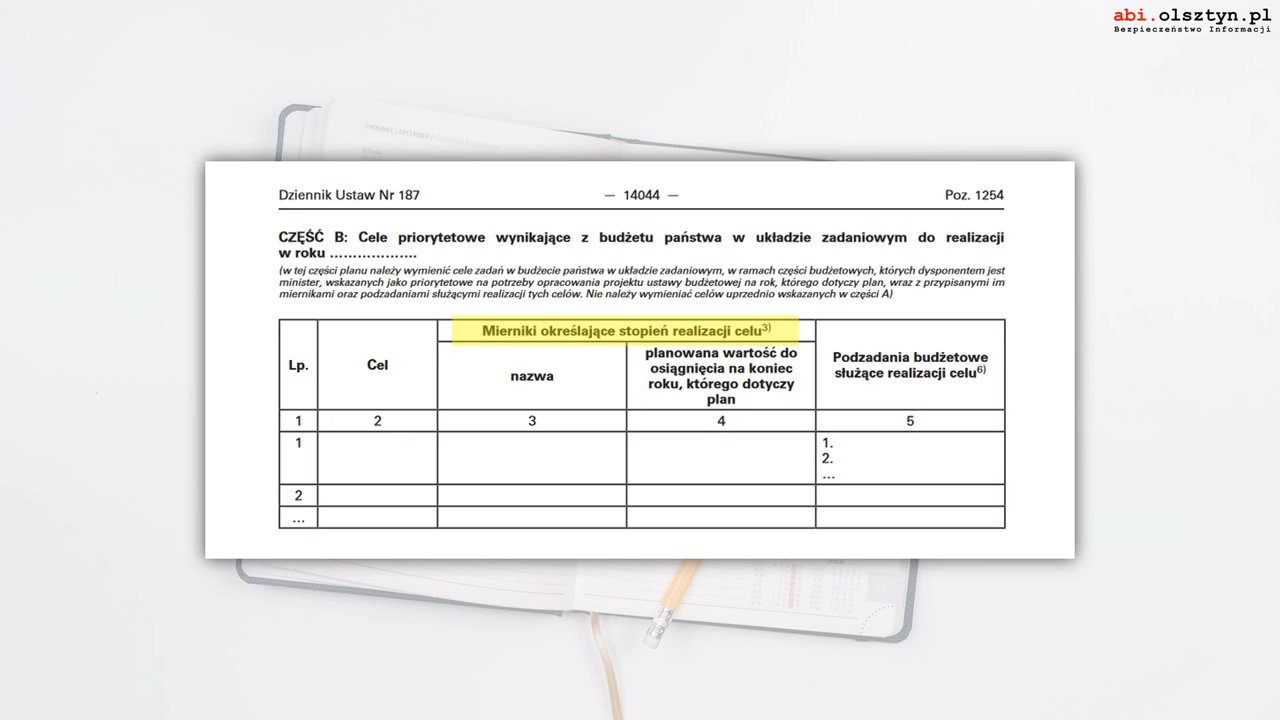 abi.olsztyn.pl
Bezpieczeństwo Informacji
Dziennik Ustaw Nr 187 — 14044 — Poz. 1254
CZĘŚĆ B: Cele priorytetowe wynikające z budżetu państwa w układzie zadaniowym do realizacji
w roku ...................
(w tej części planu należy wymienić cele zadań w budżecie państwa w układzie zadaniowym, w ramach części budżetowych, których dysponentem jest
minister, wskazanych jako priorytetowe na potrzeby opracowania projektu ustawy budżetowej na rok, którego dotyczy plan, wraz z przypisanymi im
miernikami oraz podzadaniami służącymi realizacji tych celów. Nie należy wymieniać celów uprzednio wskazanych w części A)
Lp.
Cel
Mierniki określające stopień realizacji celu3)
nazwa
planowana wartość do
osiągnięcia na koniec
roku, którego dotyczy
plan
Podzadania budżetowe
służące realizacji celu6)
1 2 3 4 5
1
1.
2.
...
2
...